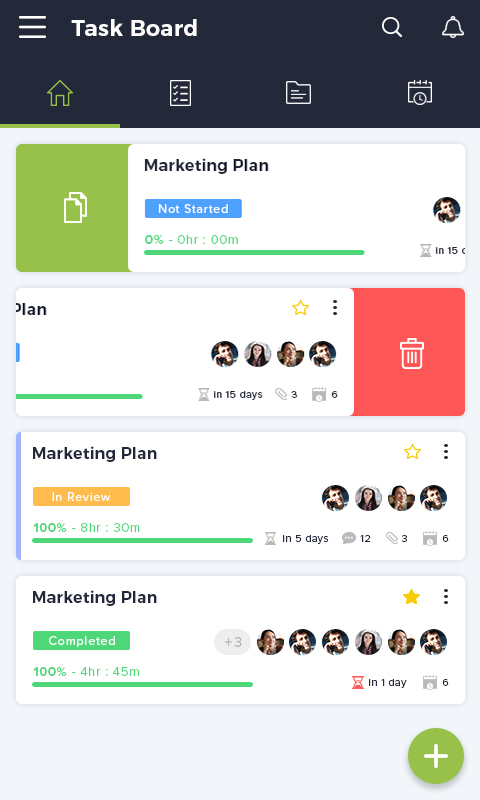 Task Board
Marketing Plan
Not Started
0% - 0hr : 00m
in 15
Plan
in 15 days 3 6
Marketing Plan
In Review
100% - 8hr : 30m
in 5 days 12 3 6
Marketing Plan
+3
Completed
100% - 4hr : 45m
in 1 day 6